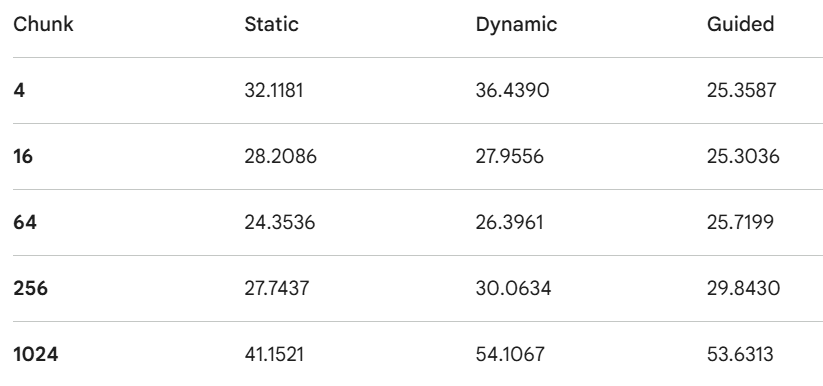 Chunk Static Dynamic Guided
4 32.1181 36.4390 25.3587
16 28.2086 27.9556 25.3036
64 24.3536 26.3961 25.7199
256 27.7437 30.0634 29.8430
1024 41.1521 54.1067 53.6313